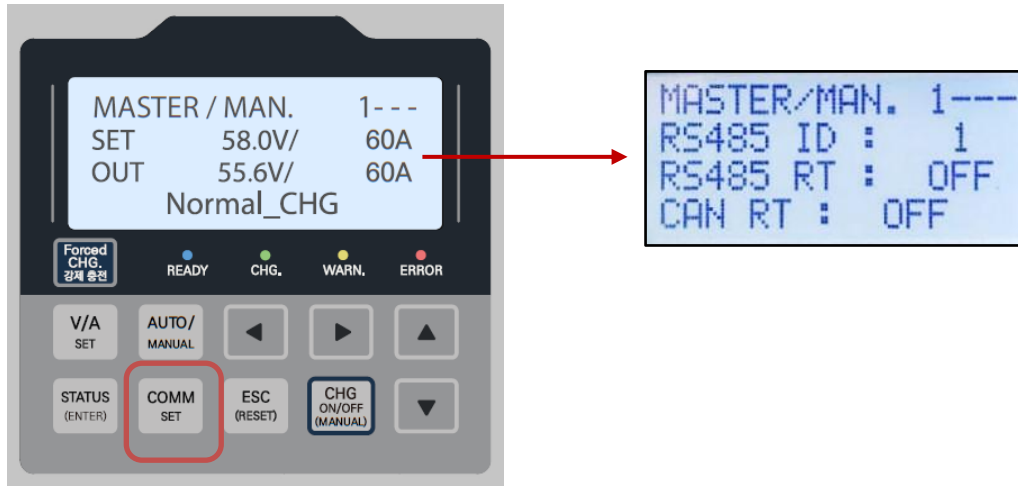 MASTER / MAN. 1- - -
SET 58.0V/ 60A
OUT 55.6V/ 60A
Normal_CHG
Forced
CHG.
강제 충전
READY CHG. WARN. ERROR
V/A
SET
AUTO/
MANUAL
STATUS
(ENTER)
COMM
SET
ESC
(RESET)
CHG
ON/OFF
(MANUAL)
MASTER/MAN. 1---
RS485 ID : 1
RS485 RT : OFF
CAN RT : OFF